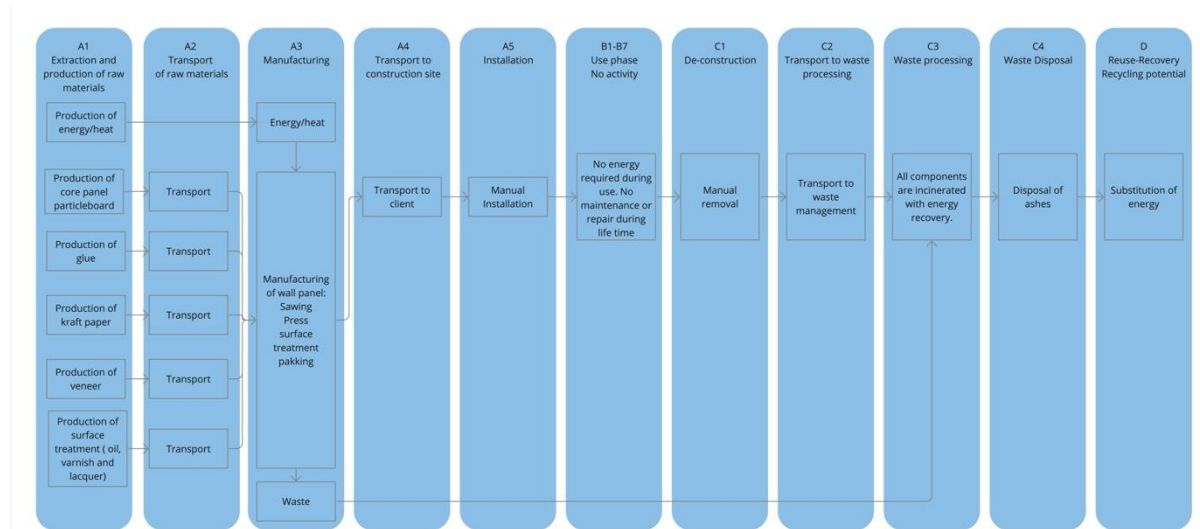 A1
Extraction and
production of raw
materials
A2
Transport
of raw materials
A3
Manufacturing
A4
Transport to
construction site
A5
Installation
B1-B7
Use phase
No activity
C1
De-construction
C2
Transport to waste
processing
C3
Waste processing
C4
Waste Disposal
D
Reuse-Recovery
Recycling potential
Production of
energy/heat
Energy/heat
Production of
core panel
particleboard
Transport
Production of
glue
Transport
Production of
kraft paper
Transport
Production of
veneer
Transport
Production of
surface
treatment ( oil,
varnish and
lacquer)
Transport
Manufacturing
of wall panel:
Sawing
Press
surface
treatment
pakking
Waste
Transport to
client
Manual
Installation
No energy
required during
use. No
maintenance or
repair during
life time
Manual
removal
Transport to
waste
management
All components
are incinerated
with energy
recovery.
Disposal of
ashes
Substitution of
energy